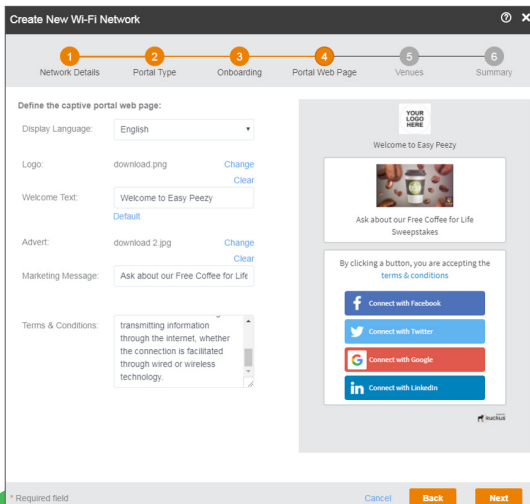 Create New Wi-Fi Network
1 2 3 4 5 6
Network Details Portal Type Onboarding Portal Web Page Venues Summary
Define the captive portal web page:
Display Language: English
Logo: download.png Change
Clear
Welcome Text: Welcome to Easy Peezy
Default
Advert: download 2.jpg Change
Clear
Marketing Message: Ask about our Free Coffee for Life
Terms & Conditions:
transmitting information
through the internet, whether
the connection is facilitated
through wired or wireless
technology.
YOUR
LOGO
HERE
Welcome to Easy Peezy
Ask about our Free Coffee for Life
Sweepstakes
By clicking a button, you are accepting the
terms & conditions
Connect with Facebook
Connect with Twitter
Connect with Google
Connect with LinkedIn
Ruckus
* Required field Cancel Back Next